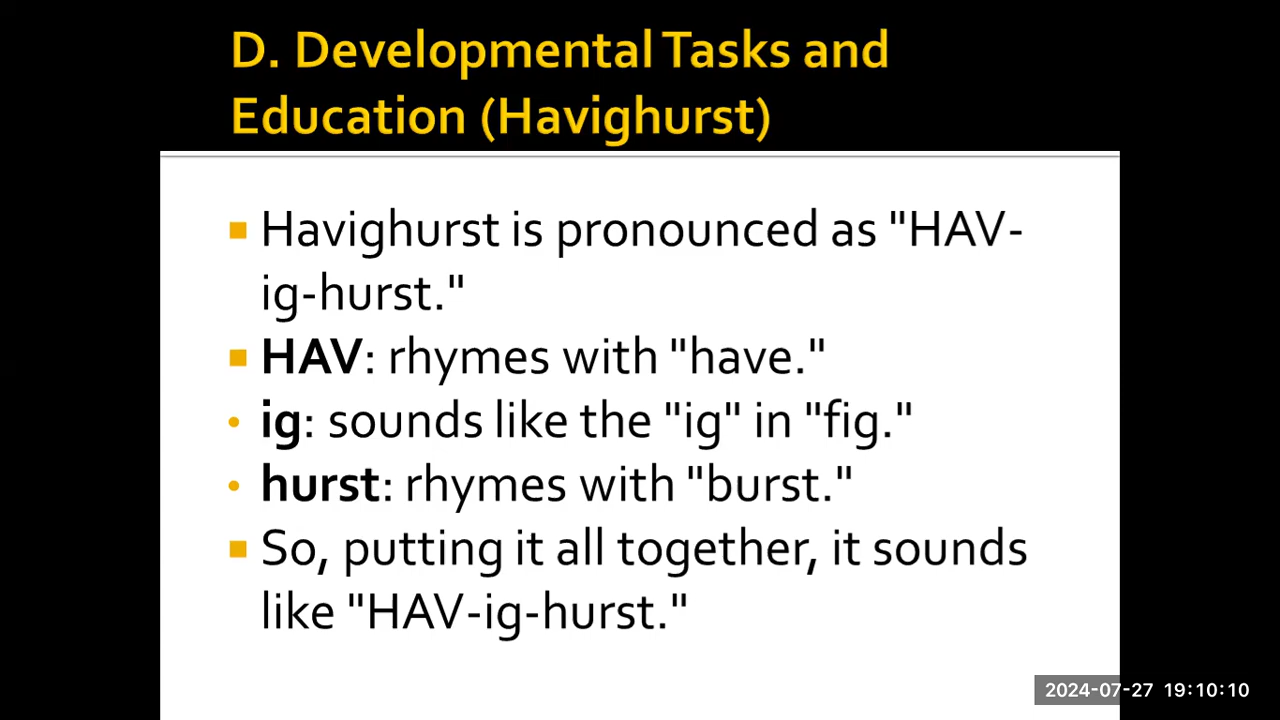 D. Developmental Tasks and
Education (Havighurst)
Havighurst is pronounced as "HAV-
ig-hurst."
HAV: rhymes with "have."
ig: sounds like the "ig" in "fig."
hurst: rhymes with "burst."
So, putting it all together, it sounds
like "HAV-ig-hurst."
2024-07-27 19:10:10